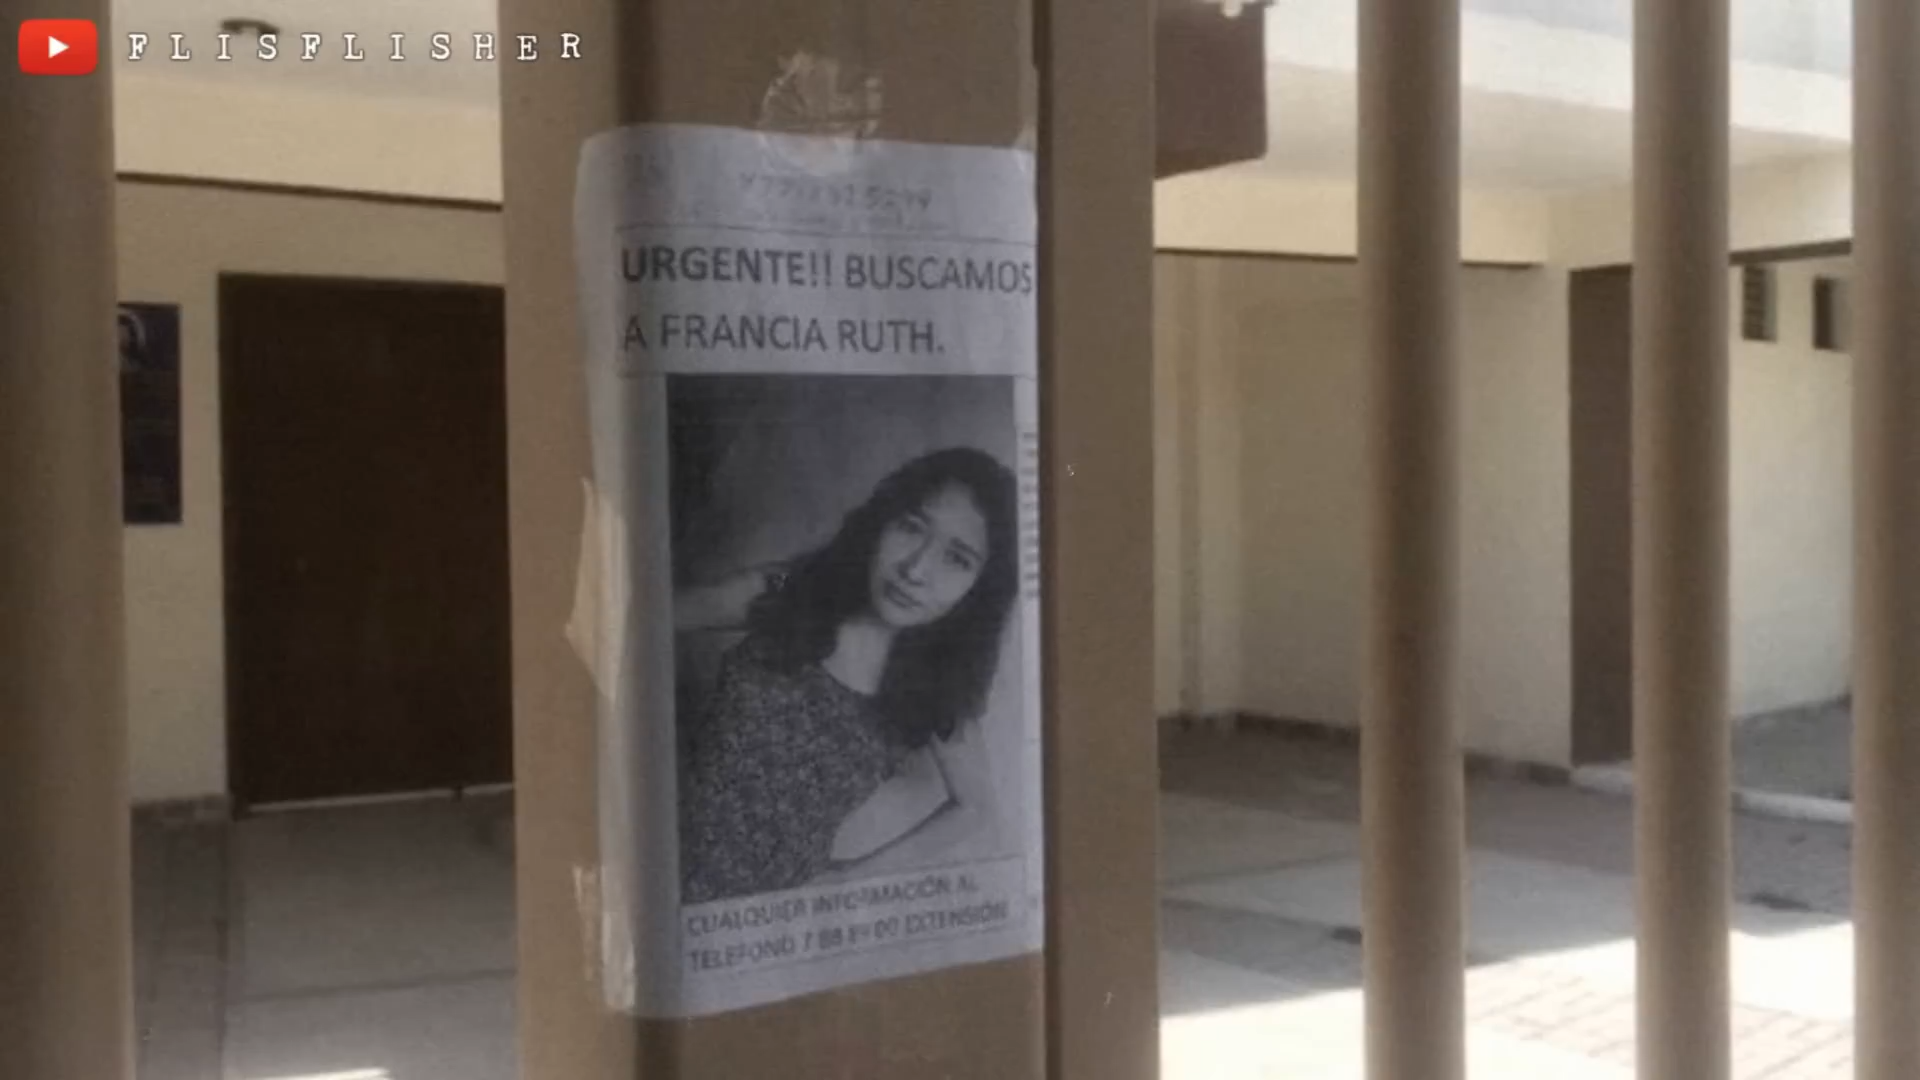 FLISFLISHER
URGENTE!! BUSCAMOS
A FRANCIA RUTH.
CUALQUIER INFORMACIÓN AL
TELEFONO EXTENSIÓN